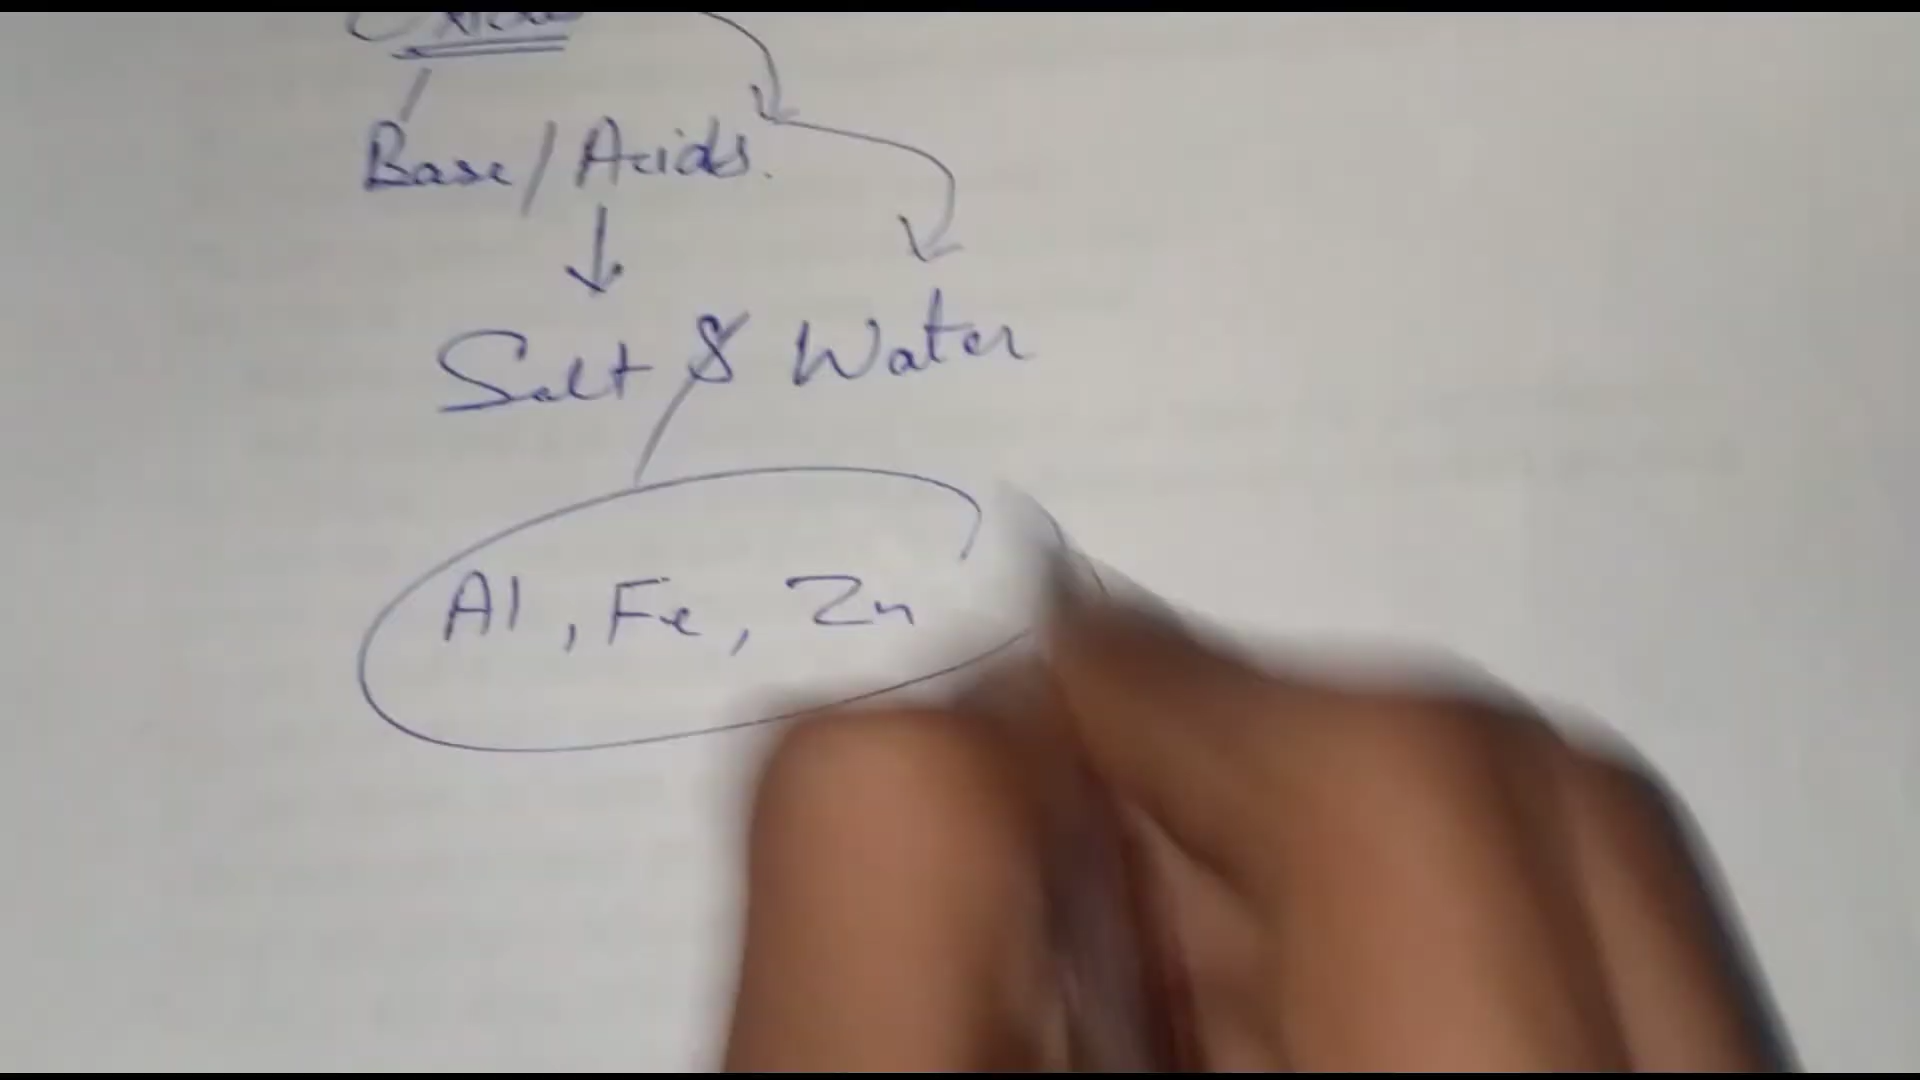 Base/Acids.
Salt & Water
Al, Fe, Zn